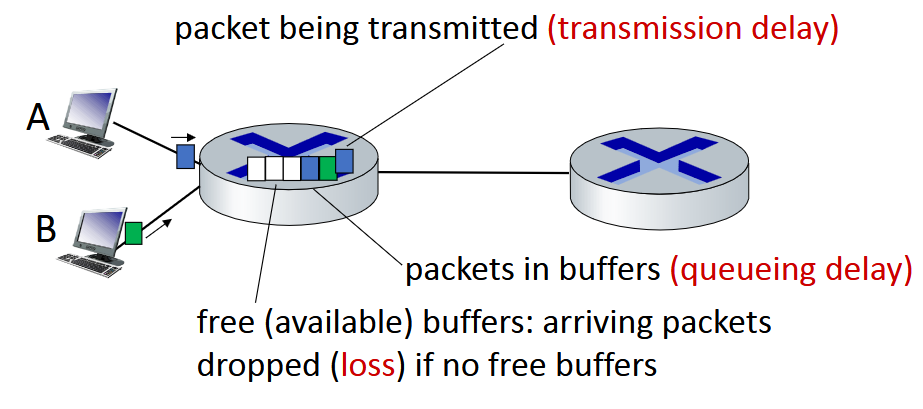 packet being transmitted (transmission delay)
A
B
packets in buffers (queueing delay)
free (available) buffers: arriving packets
dropped (loss) if no free buffers